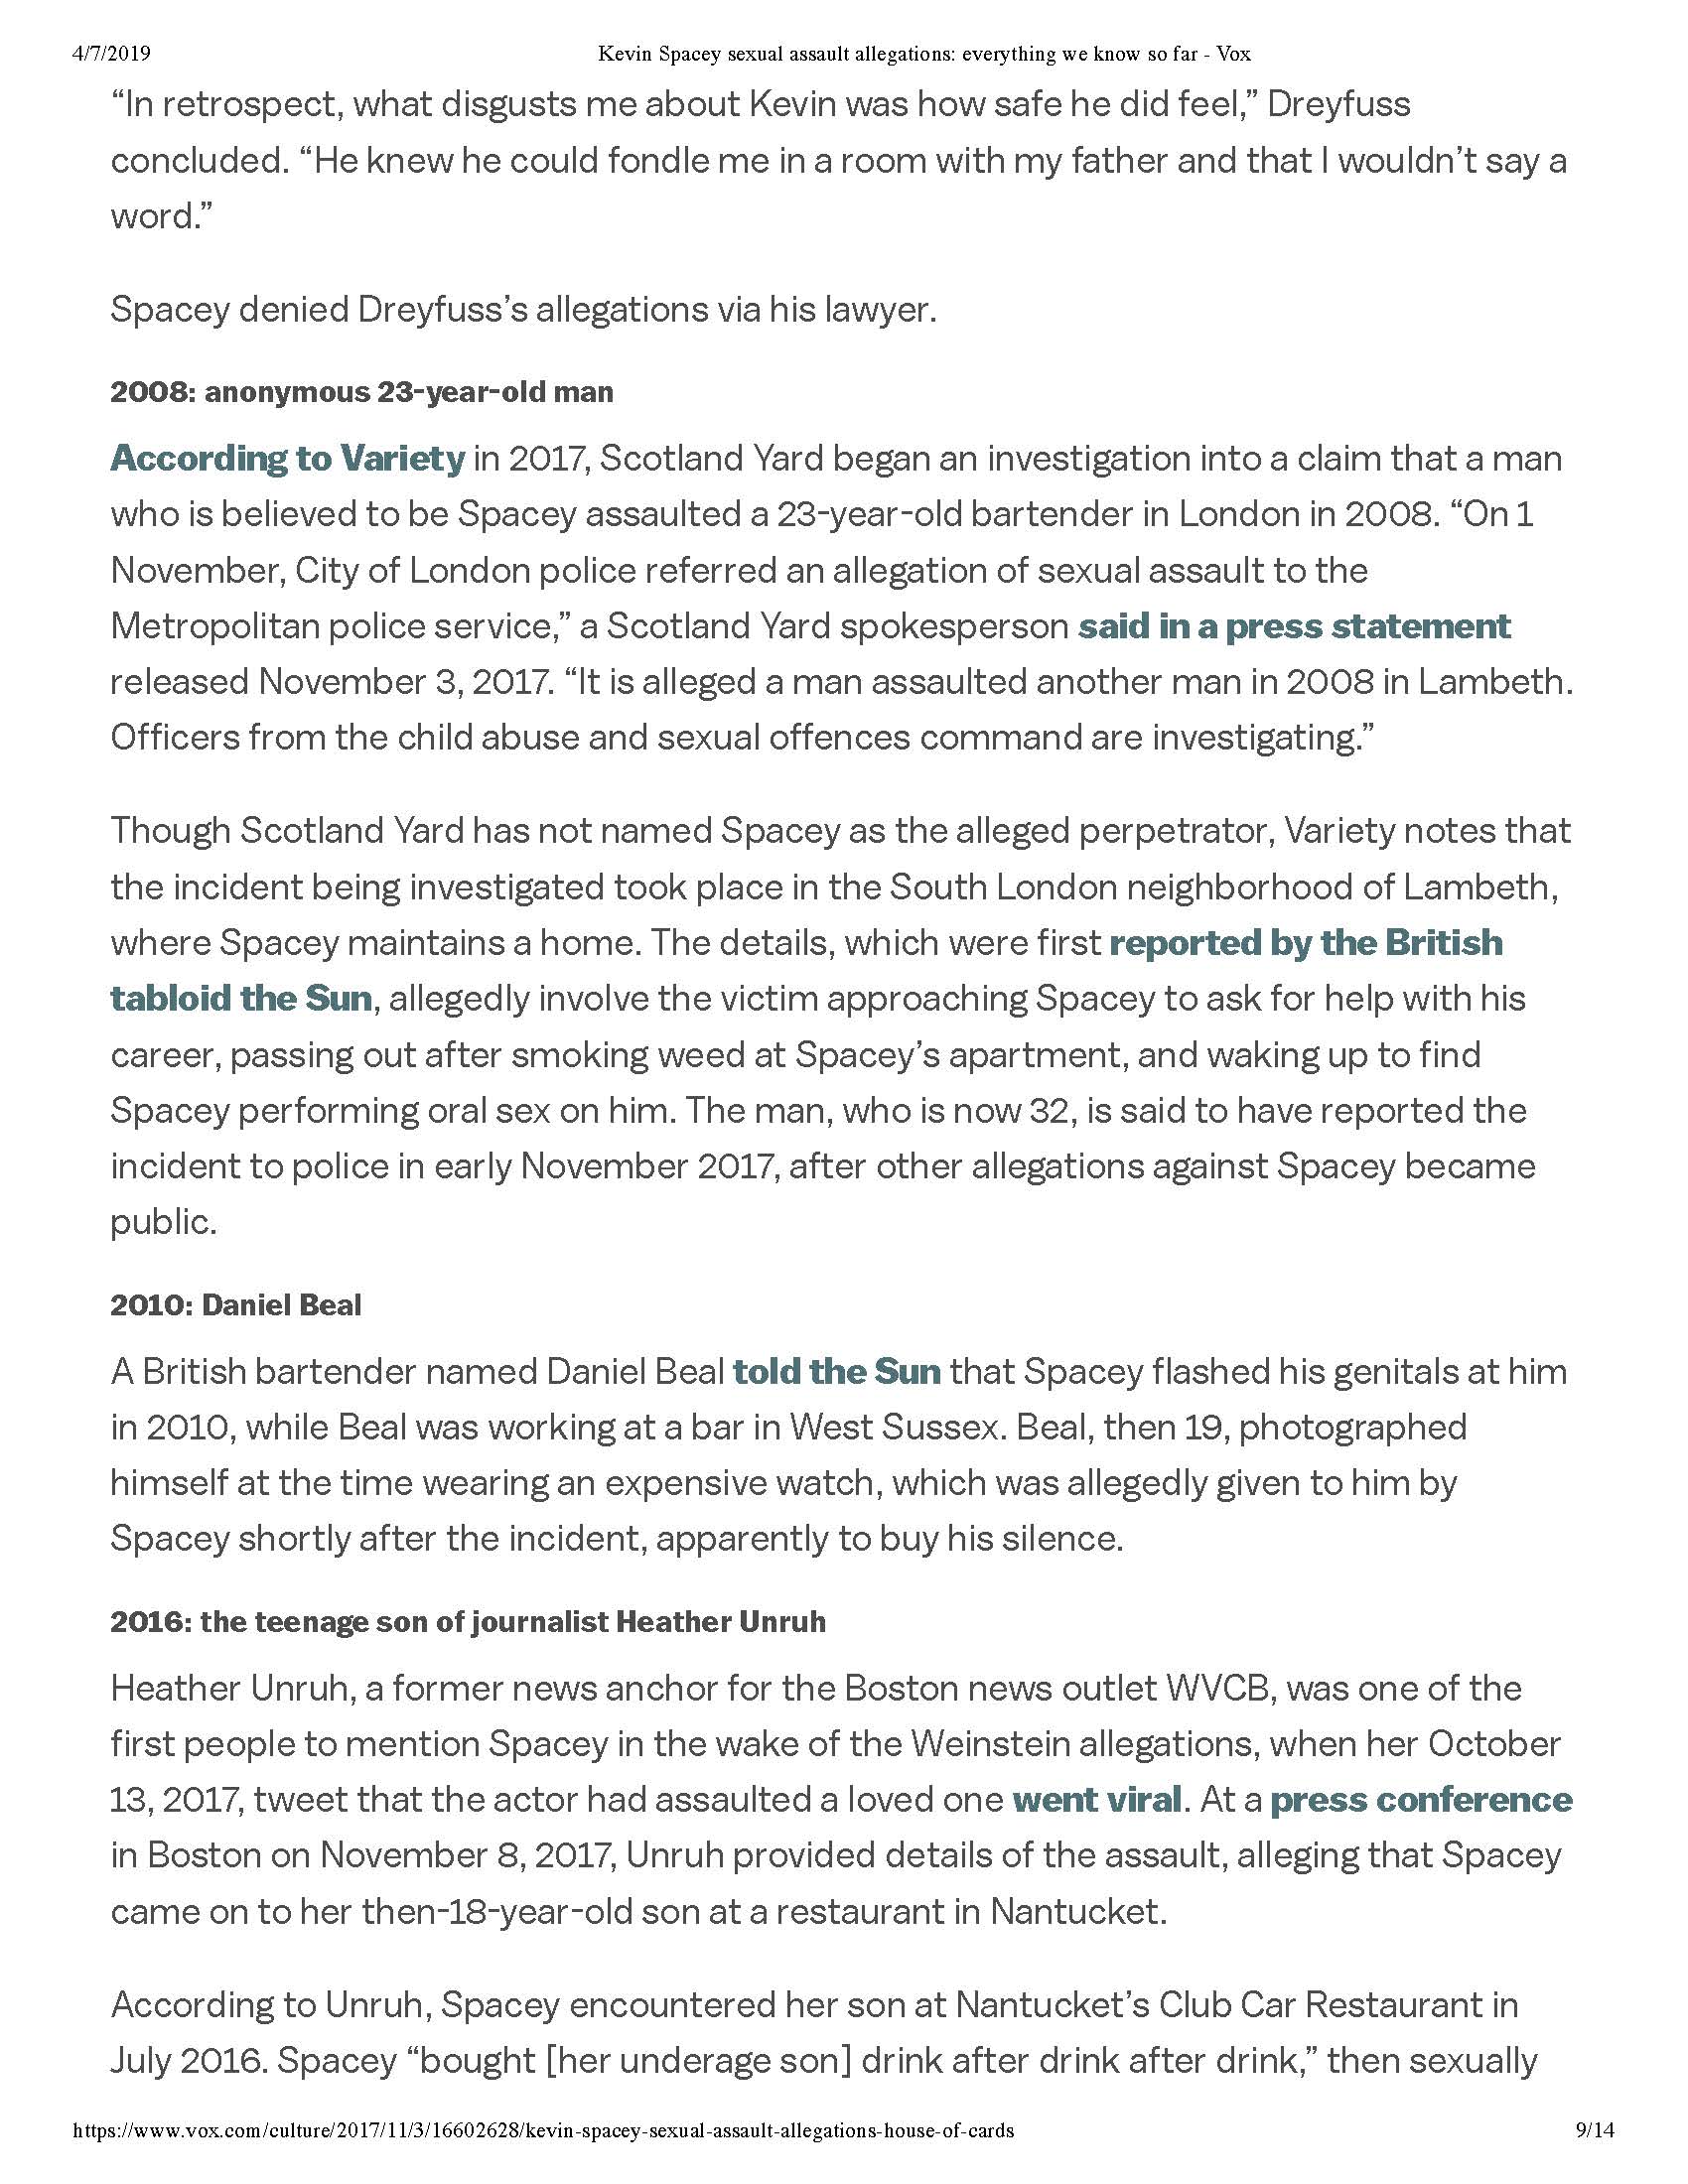 4/7/2019 Kevin Spacey sexual assault allegations: everything we know so far - Vox
“In retrospect, what disgusts me about Kevin was how safe he did feel,” Dreyfuss
concluded. “He knew he could fondle me in a room with my father and that I wouldn’t say a
word.”
Spacey denied Dreyfuss’s allegations via his lawyer.
2008: anonymous 23-year-old man
According to Variety in 2017, Scotland Yard began an investigation into a claim that a man
who is believed to be Spacey assaulted a 23-year-old bartender in London in 2008. “On 1
November, City of London police referred an allegation of sexual assault to the
Metropolitan police service,” a Scotland Yard spokesperson said in a press statement
released November 3, 2017. “It is alleged a man assaulted another man in 2008 in Lambeth.
Officers from the child abuse and sexual offences command are investigating.”
Though Scotland Yard has not named Spacey as the alleged perpetrator, Variety notes that
the incident being investigated took place in the South London neighborhood of Lambeth,
where Spacey maintains a home. The details, which were first reported by the British
tabloid the Sun, allegedly involve the victim approaching Spacey to ask for help with his
career, passing out after smoking weed at Spacey’s apartment, and waking up to find
Spacey performing oral sex on him. The man, who is now 32, is said to have reported the
incident to police in early November 2017, after other allegations against Spacey became
public.
2010: Daniel Beal
A British bartender named Daniel Beal told the Sun that Spacey flashed his genitals at him
in 2010, while Beal was working at a bar in West Sussex. Beal, then 19, photographed
himself at the time wearing an expensive watch, which was allegedly given to him by
Spacey shortly after the incident, apparently to buy his silence.
2016: the teenage son of journalist Heather Unruh
Heather Unruh, a former news anchor for the Boston news outlet WVCB, was one of the
first people to mention Spacey in the wake of the Weinstein allegations, when her October
13, 2017, tweet that the actor had assaulted a loved one went viral. At a press conference
in Boston on November 8, 2017, Unruh provided details of the assault, alleging that Spacey
came on to her then-18-year-old son at a restaurant in Nantucket.
According to Unruh, Spacey encountered her son at Nantucket’s Club Car Restaurant in
July 2016. Spacey “bought [her underage son] drink after drink after drink,” then sexually
https://www.vox.com/culture/2017/11/3/16602628/kevin-spacey-sexual-assault-allegations-house-of-cards 9/14